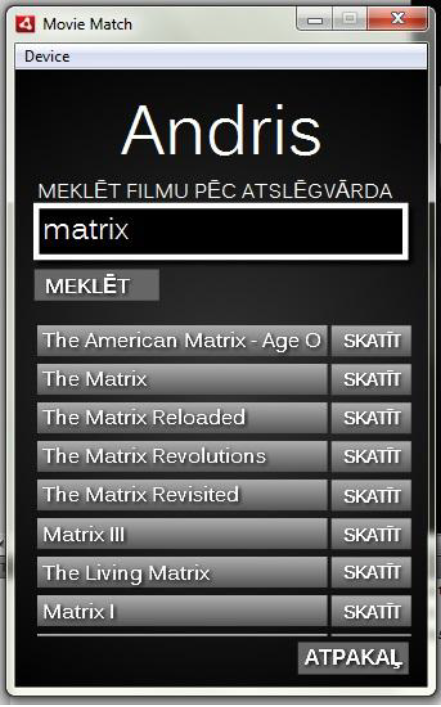 Movie Match
Device
Andris
MEKLĒT FILMU PĒC ATSLĒGVĀRDA
matrix
MEKLĒT
The American Matrix - Age O SKATĪT
The Matrix SKATĪT
The Matrix Reloaded SKATĪT
The Matrix Revolutions SKATĪT
The Matrix Revisited SKATĪT
Matrix III SKATĪT
The Living Matrix SKATĪT
Matrix I SKATĪT
ATPAKAĻ